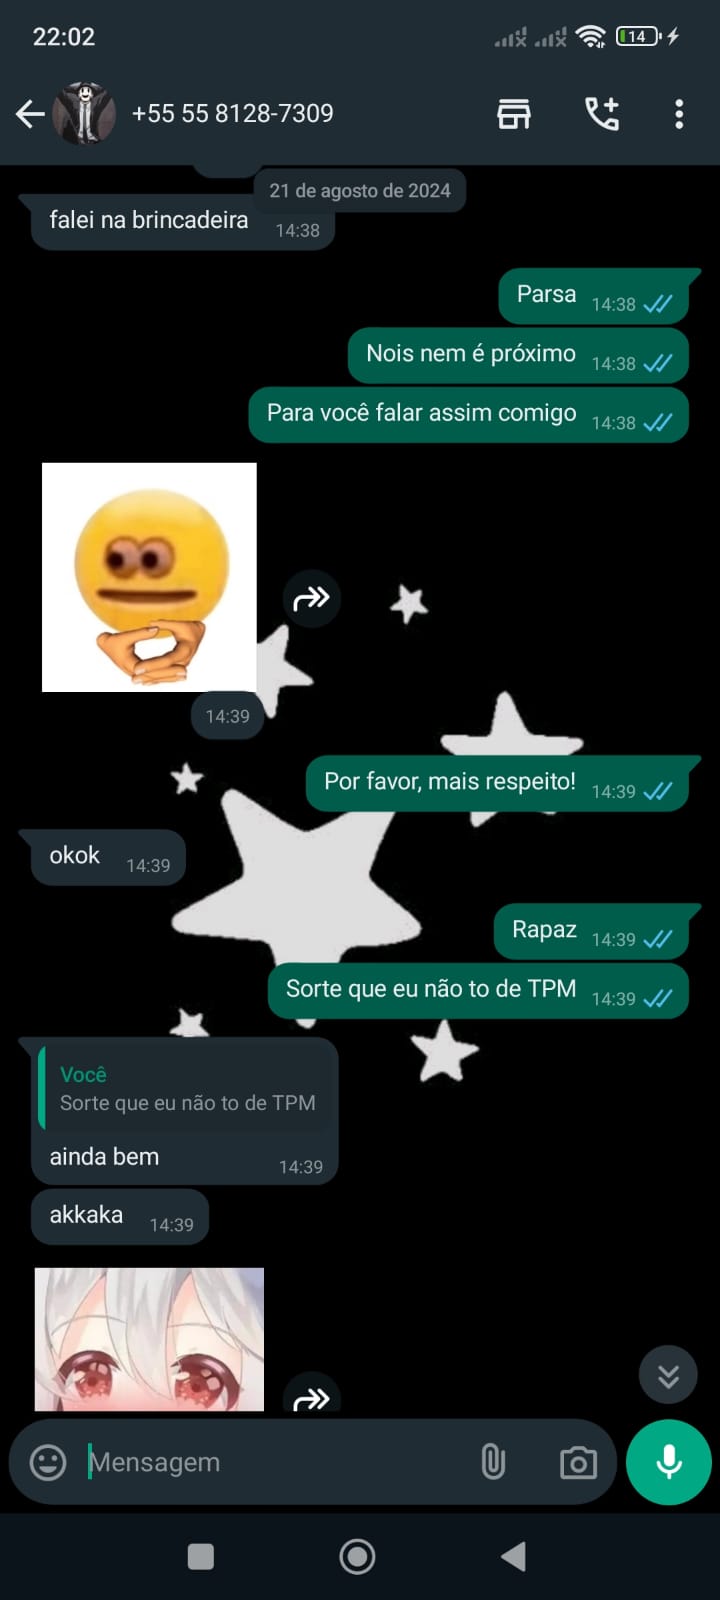 22:02
14
+55 55 8128-7309
21 de agosto de 2024
falei na brincadeira 14:38
Parsa 14:38
Nois nem é próximo 14:38
Para você falar assim comigo 14:38
14:39
Por favor, mais respeito! 14:39
okok 14:39
Rapaz 14:39
Sorte que eu não to de TPM 14:39
Você
Sorte que eu não to de TPM
ainda bem 14:39
akkaka 14:39
Mensagem